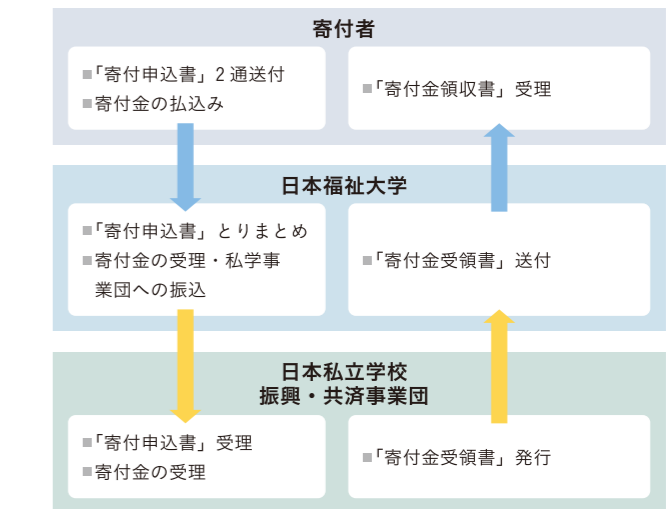 寄付者
■「寄付申込書」2 通送付
■寄付金の払込み
■「寄付金領収書」受理
日本福祉大学
■「寄付申込書」とりまとめ
■寄付金の受理・私学事
業団への振込
■「寄付金受領書」送付
日本私立学校
振興・共済事業団
■「寄付申込書」受理
■寄付金の受理
■「寄付金受領書」発行